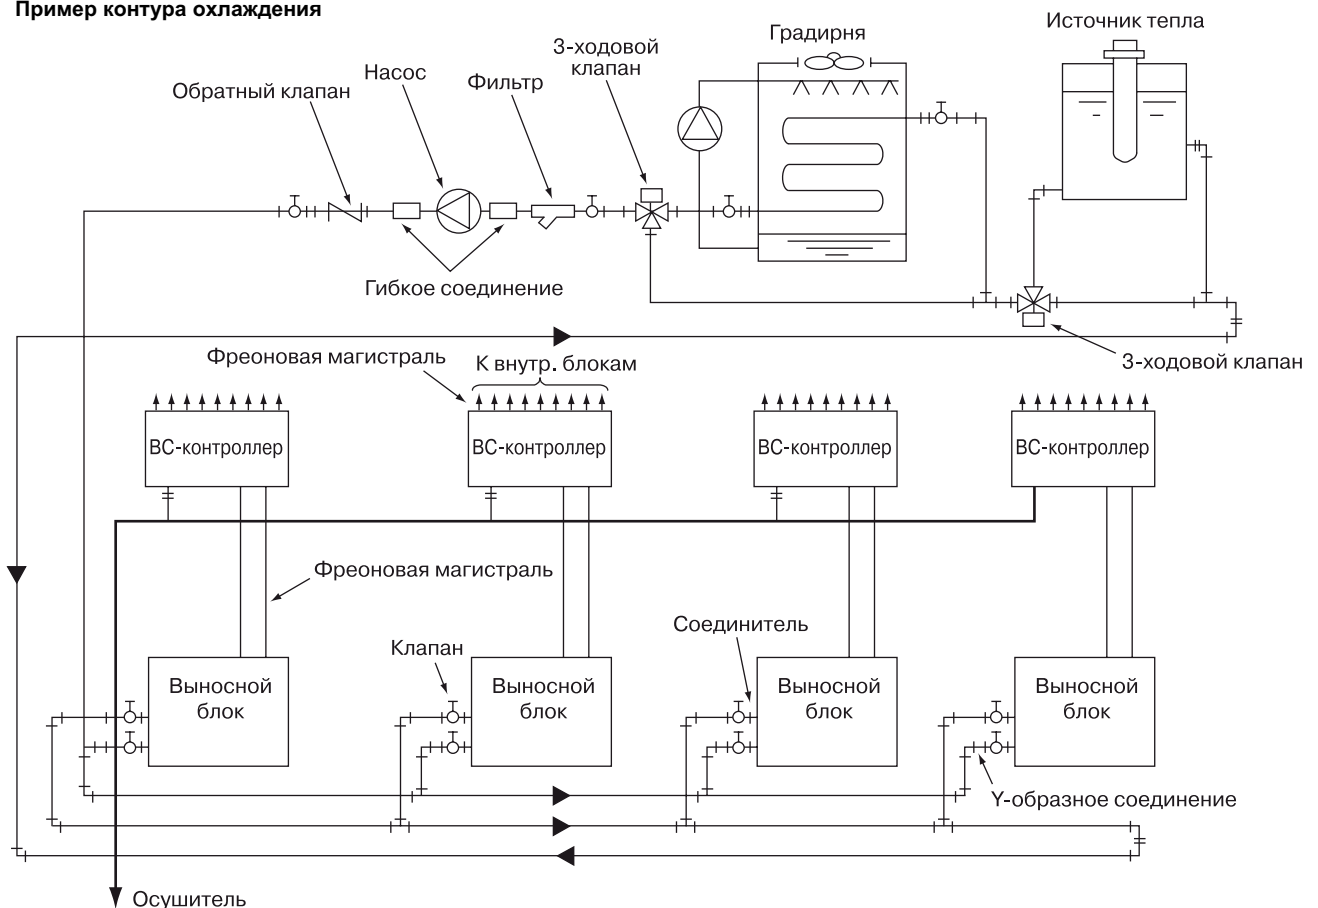 Пример контура охлаждения
Источник тепла
Градирня
3-ходовой
клапан
Насос
Фильтр
Обратный клапан
Гибкое соединение
3-ходовой клапан
Фреоновая магистраль
К внутр. блокам
ВС-контроллер
ВС-контроллер
ВС-контроллер
ВС-контроллер
Фреоновая магистраль
Соединитель
Клапан
Выносной
блок
Выносной
блок
Выносной
блок
Выносной
блок
Y-образное соединение
Осушитель